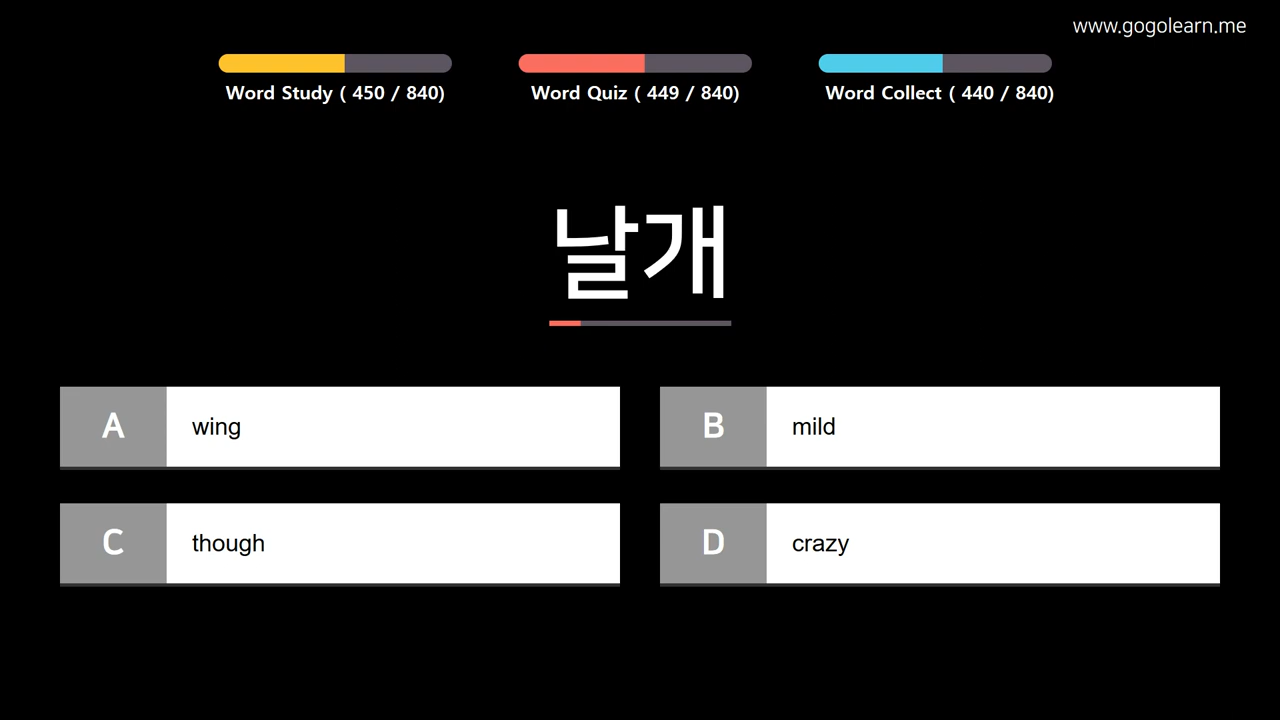 www.gogolearn.me
Word Study ( 450 / 840)
Word Quiz ( 449 / 840)
Word Collect ( 440 / 840)
날개
A wing
B mild
C though
D crazy